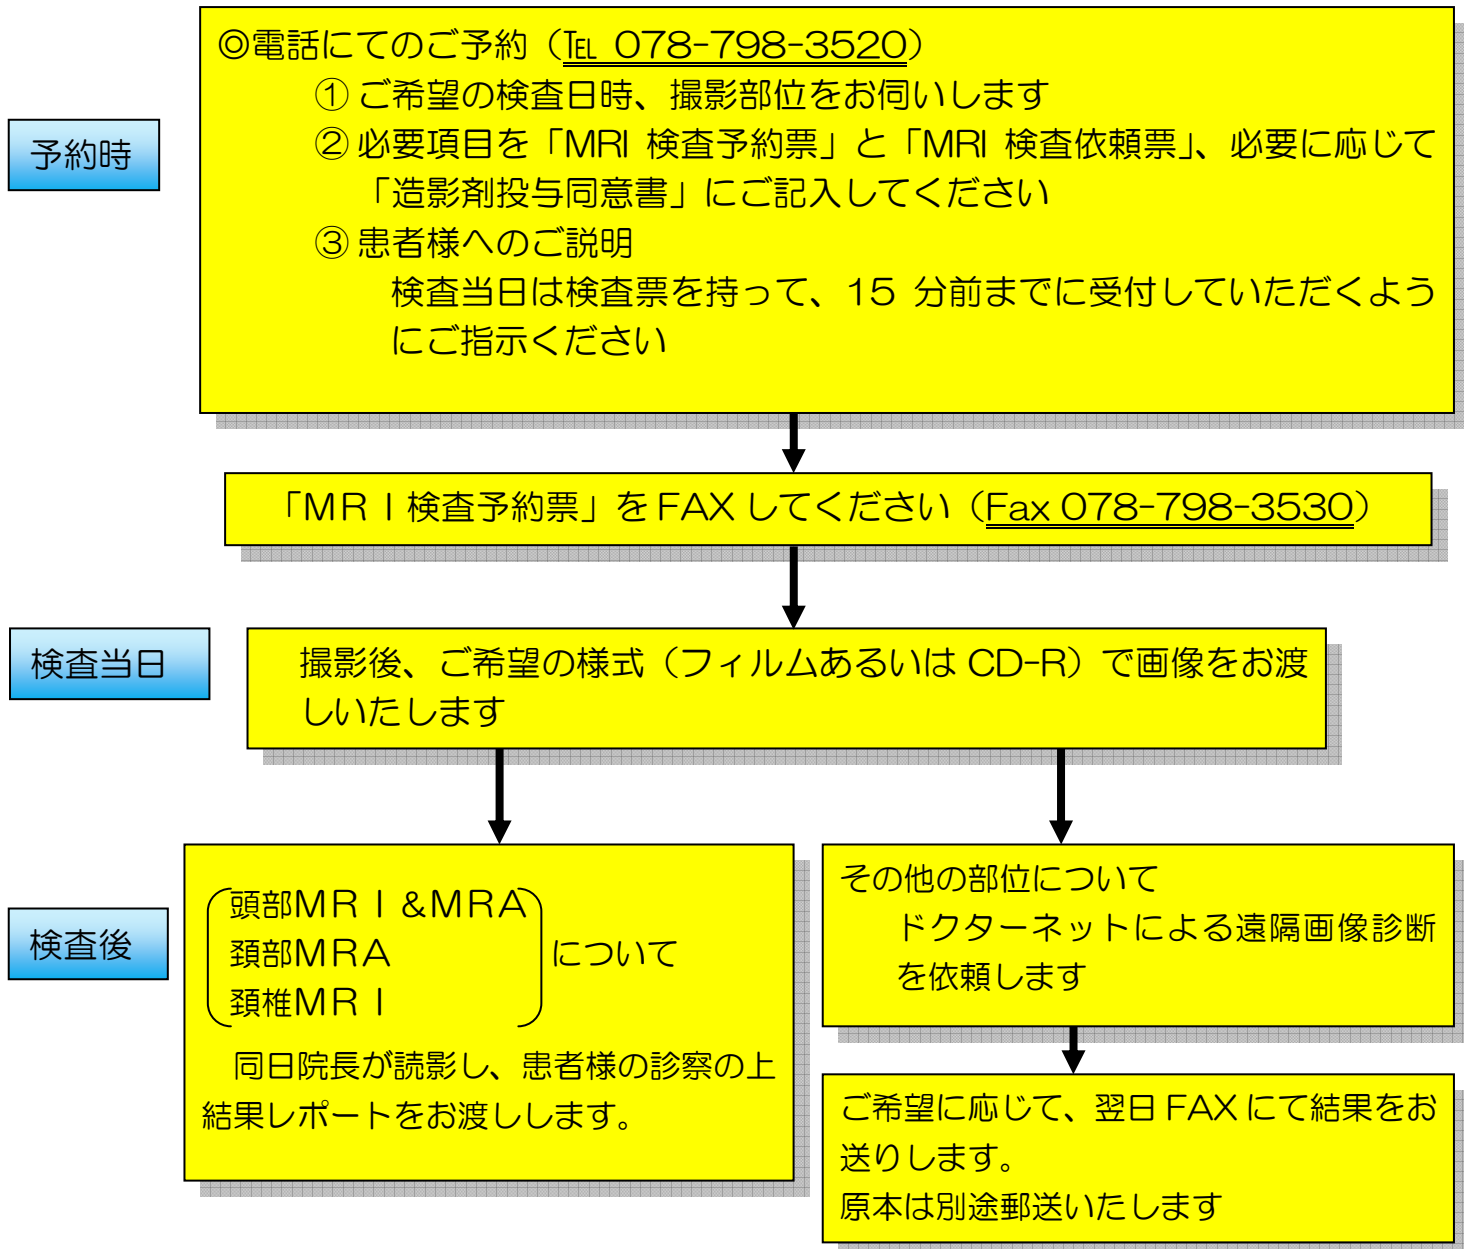 ◎電話にてのご予約（℡ 078-798-3520）
① ご希望の検査日時、撮影部位をお伺いします
予約時
② 必要項目を「MRI 検査予約票」と「MRI 検査依頼票」、必要に応じて
「造影剤投与同意書」にご記入してください
③ 患者様へのご説明
検査当日は検査票を持って、15 分前までに受付していただくよう
にご指示ください
「ＭＲＩ検査予約票」を FAX してください（Fax 078-798-3530）
検査当日
撮影後、ご希望の様式（フィルムあるいは CD-R）で画像をお渡
しいたします
検査後
頭部ＭＲＩ＆ＭＲＡ
頚部ＭＲＡ
頚椎ＭＲＩ
について
同日院長が読影し、患者様の診察の上
結果レポートをお渡しします。
その他の部位について
ドクターネットによる遠隔画像診断
を依頼します
ご希望に応じて、翌日 FAX にて結果をお
送りします。
原本は別途郵送いたします